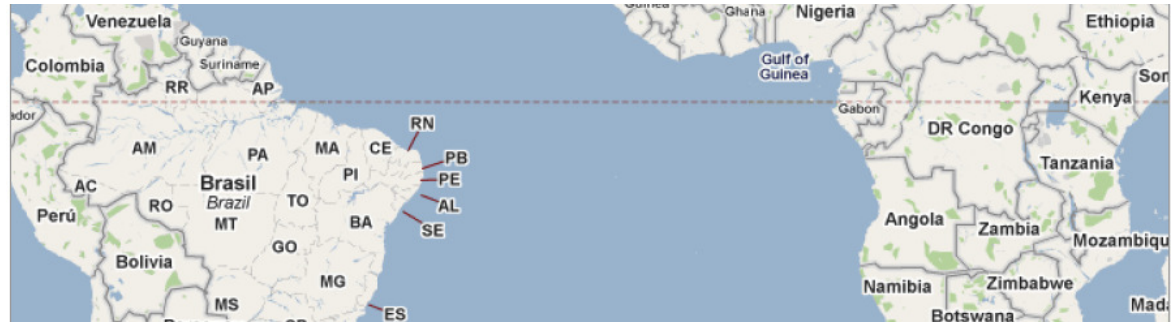 Venezuela
Guyana
Suriname
Colombia
RR
AP
ador
AM
PA
MA
CE
RN
PB
PE
AL
SE
PI
Brasil
Brazil
AC
RO
MT
TO
BA
GO
Perú
Bolivia
MG
MS
ES
Guinea
Ghana
Nigeria
Gulf of
Guinea
Ethiopia
Som
Gabon
Kenya
DR Congo
Tanzania
Angola
Zambia
Mozambiqu
Namibia
Zimbabwe
Botswana
Mada